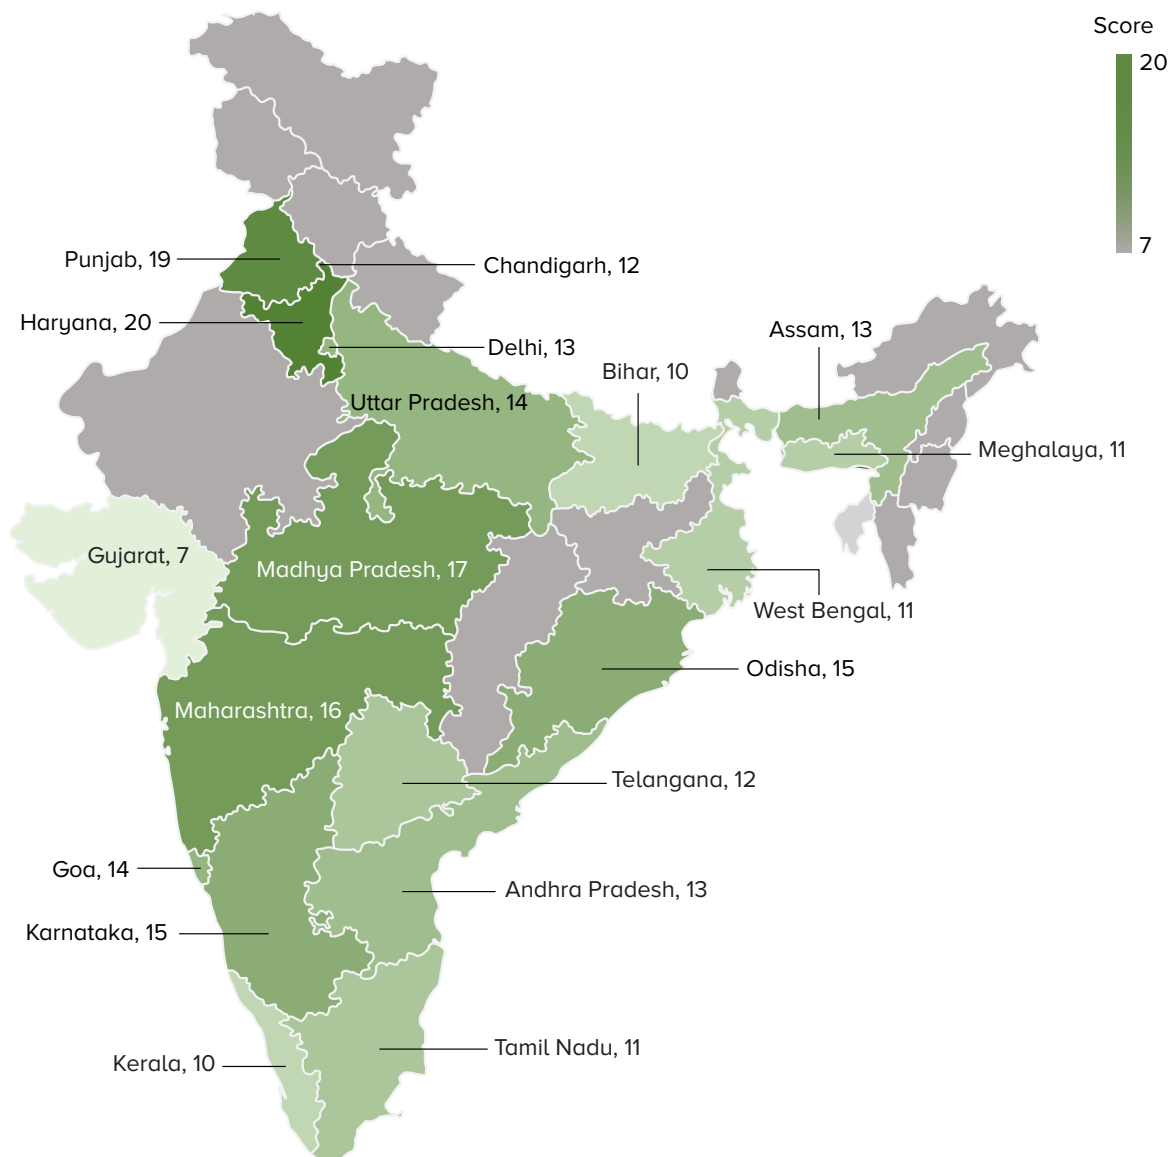 Score
20
7
Punjab, 19
Chandigarh, 12
Haryana, 20
Assam, 13
Delhi, 13
Bihar, 10
Uttar Pradesh, 14
Meghalaya, 11
Gujarat, 7
Madhya Pradesh, 17
West Bengal, 11
Odisha, 15
Maharashtra, 16
Telangana, 12
Goa, 14
Andhra Pradesh, 13
Karnataka, 15
Tamil Nadu, 11
Kerala, 10